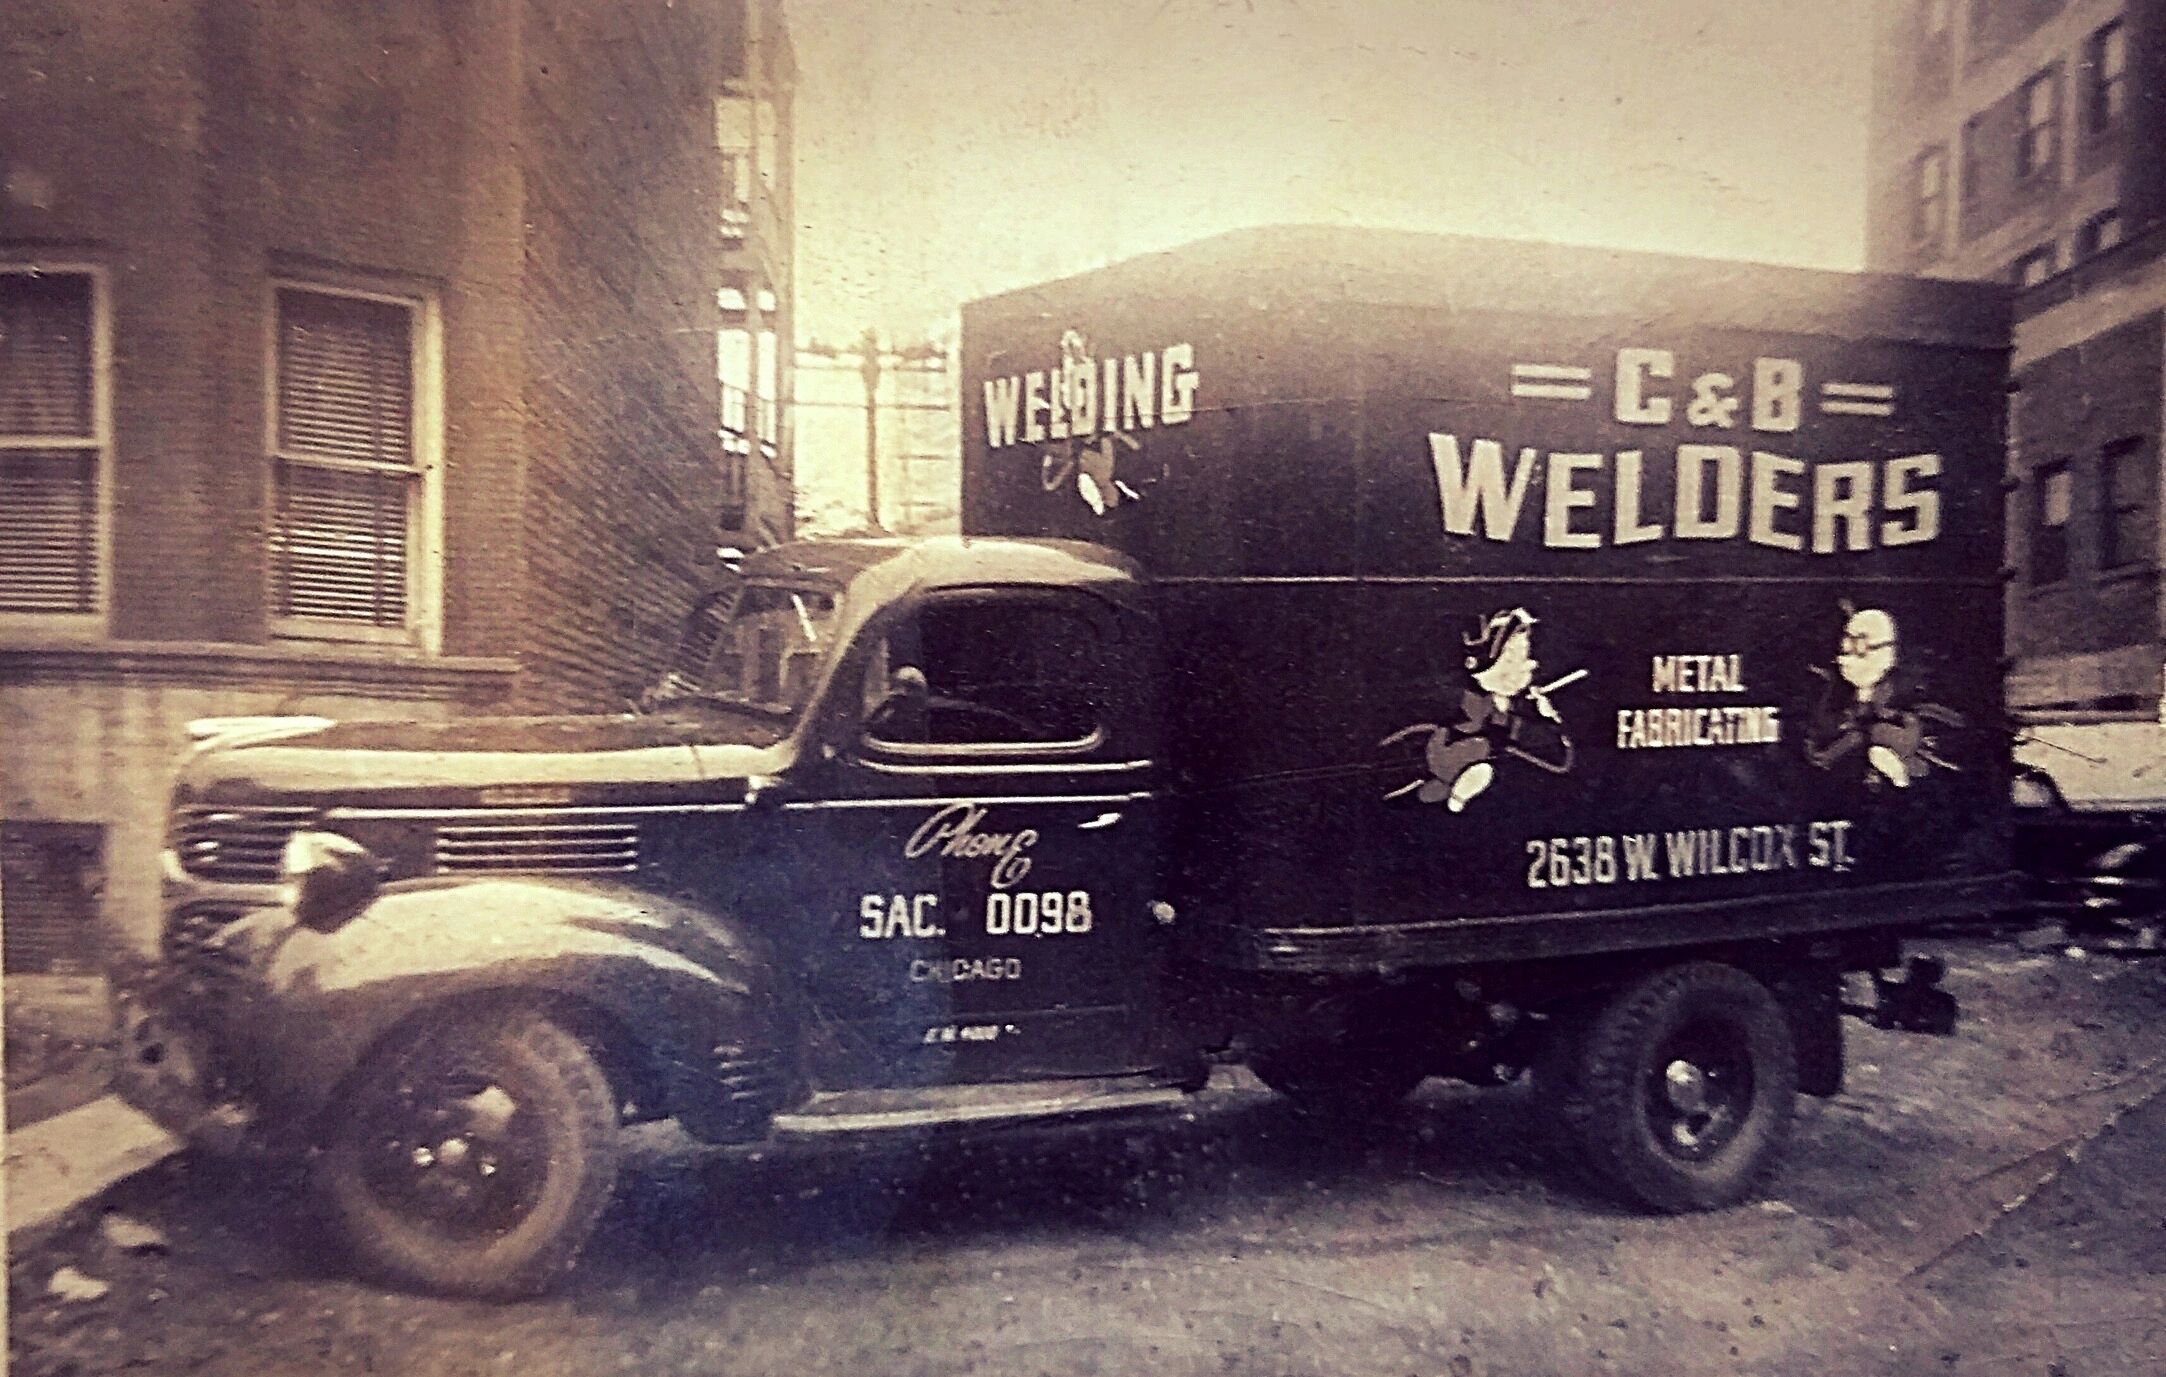 WELDING
= C & B =
WELDERS
METAL
FABRICATING
2638 W. WILCOX ST.
Phone
SAC. 0098
CHICAGO